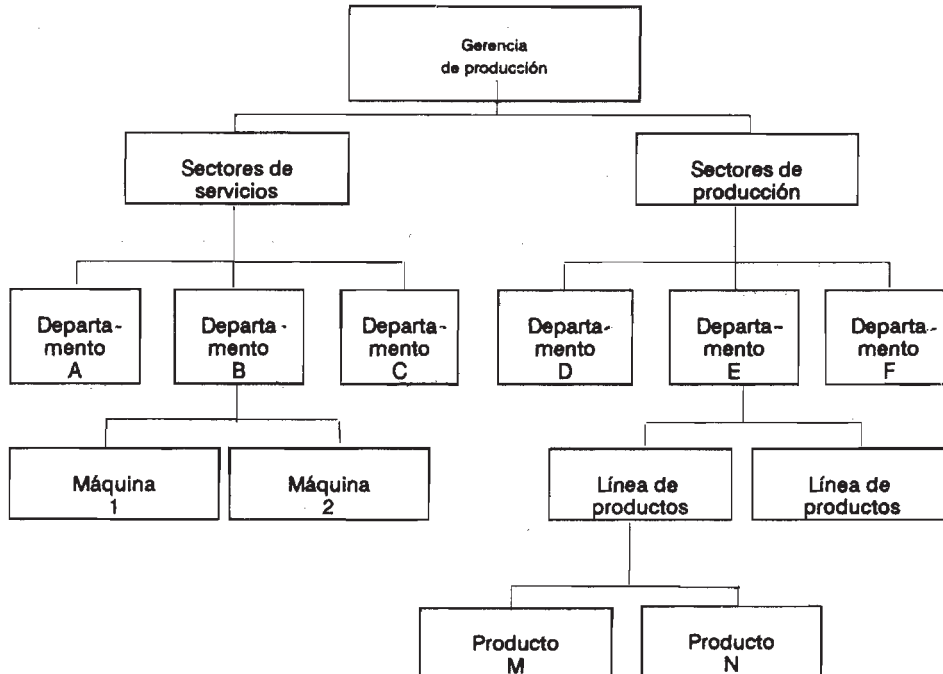 Gerencia
de producción
Sectores de
servicios
Sectores de
producción
Departa-
mento
A
Departa-
mento
B
Departa-
mento
C
Departa-
mento
D
Departa-
mento
E
Departa-
mento
F
Máquina
1
Máquina
2
Línea de
productos
Línea de
productos
Producto
M
Producto
N